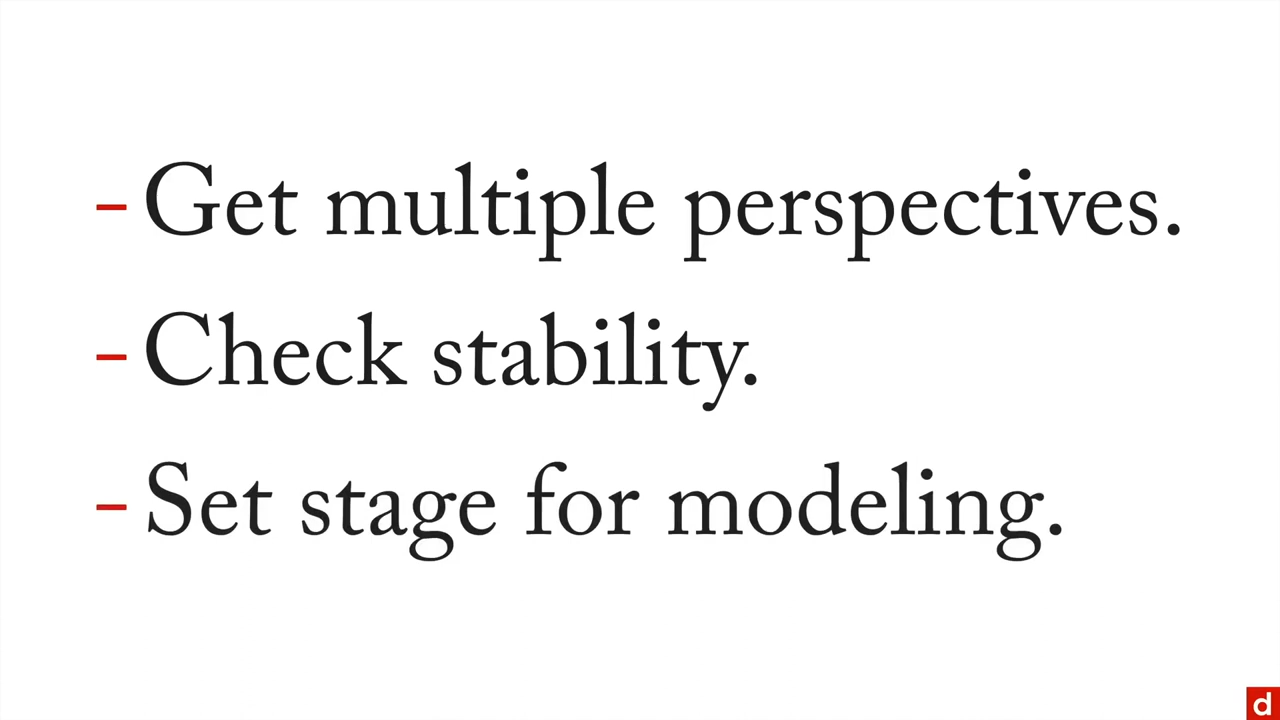 - Get multiple perspectives.
- Check stability.
- Set stage for modeling.
d